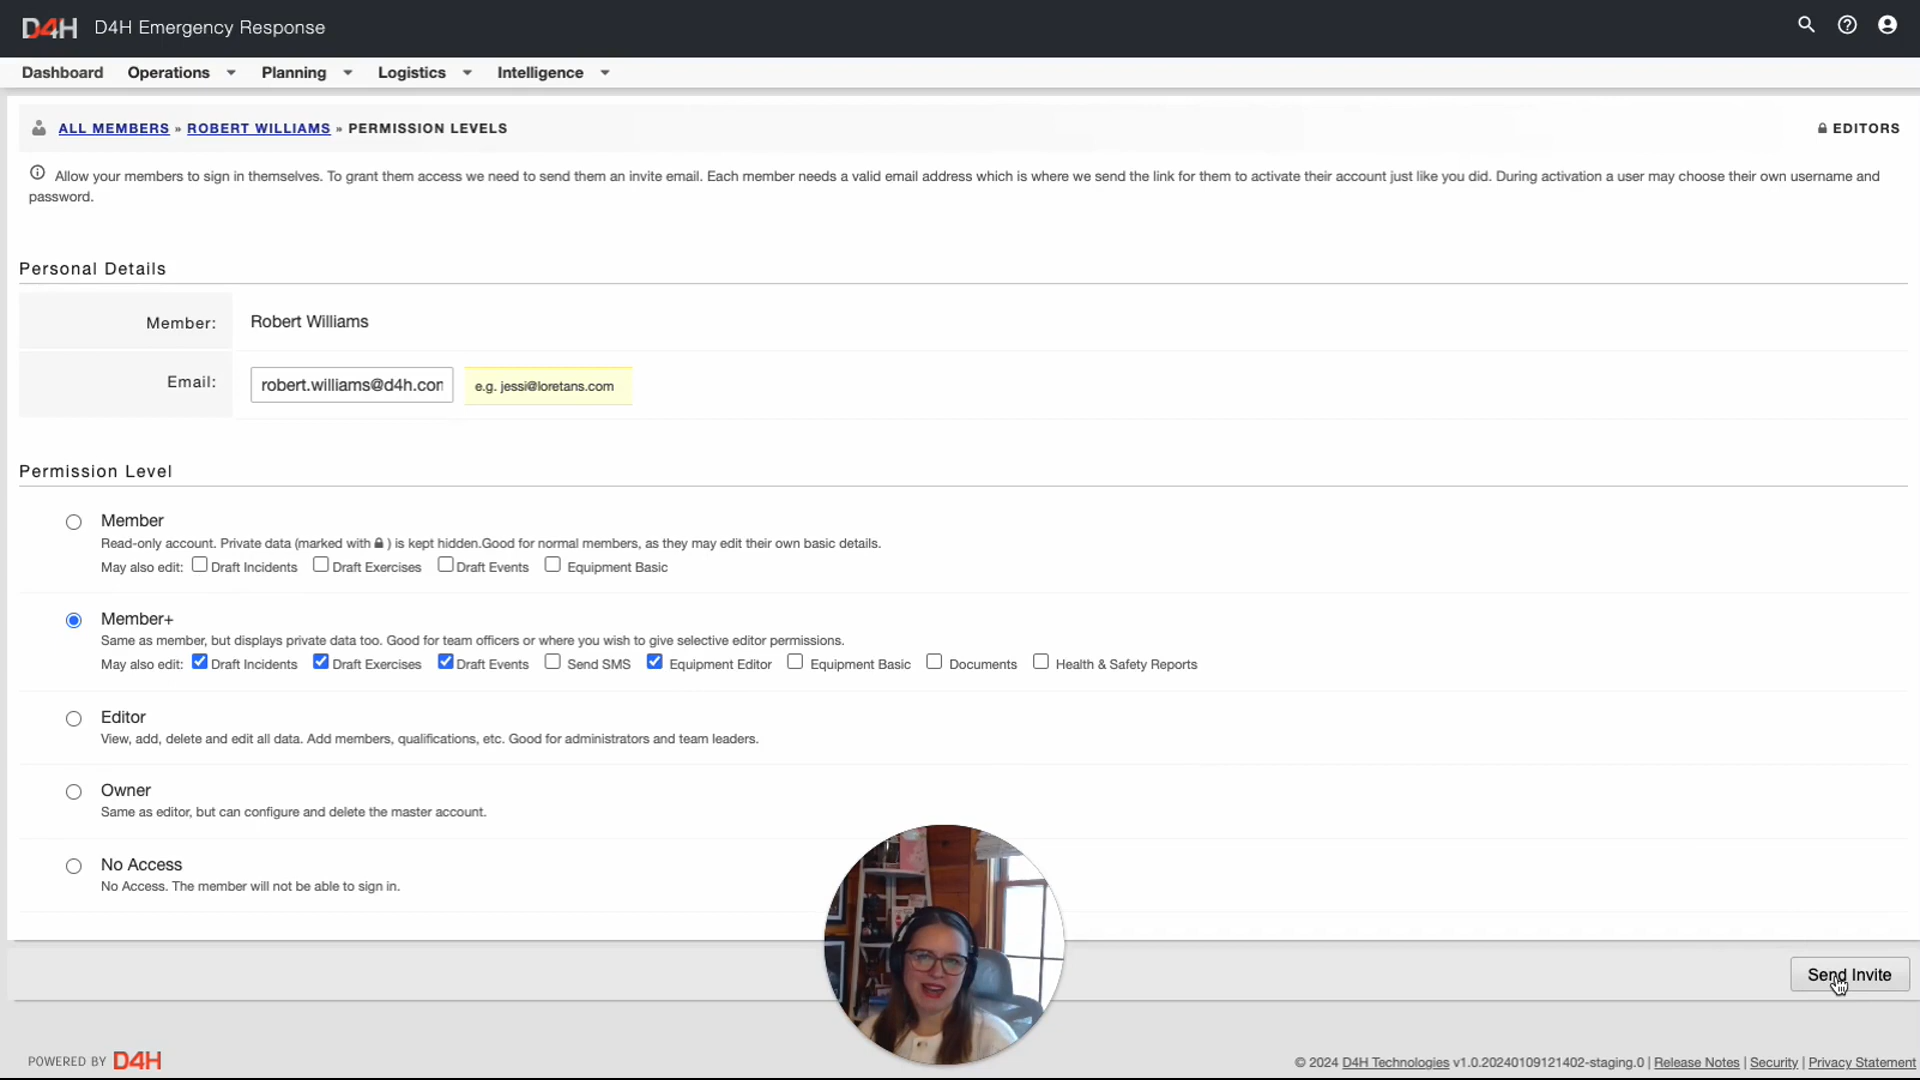 D4H D4H Emergency Response
Dashboard Operations Planning Logistics Intelligence
ALL MEMBERS » ROBERT WILLIAMS » PERMISSION LEVELS EDITORS
Allow your members to sign in themselves. To grant them access we need to send them an invite email. Each member needs a valid email address which is where we send the link for them to activate their account just like you did. During activation a user may choose their own username and
password.
Personal Details
Member: Robert Williams
Email: robert.williams@d4h.com e.g. jessi@loretans.com
Permission Level
Member
Read-only account. Private data (marked with ) is kept hidden.Good for normal members, as they may edit their own basic details.
May also edit: Draft Incidents Draft Exercises Draft Events Equipment Basic
Member+
Same as member, but displays private data too. Good for team officers or where you wish to give selective editor permissions.
May also edit: Draft Incidents Draft Exercises Draft Events Send SMS Equipment Editor Equipment Basic Documents Health & Safety Reports
Editor
View, add, delete and edit all data. Add members, qualifications, etc. Good for administrators and team leaders.
Owner
Same as editor, but can configure and delete the master account.
No Access
No Access. The member will not be able to sign in.
Send Invite
POWERED BY D4H
© 2024 D4H Technologies v1.0.20240109121402-staging.0 | Release Notes | Security | Privacy Statement